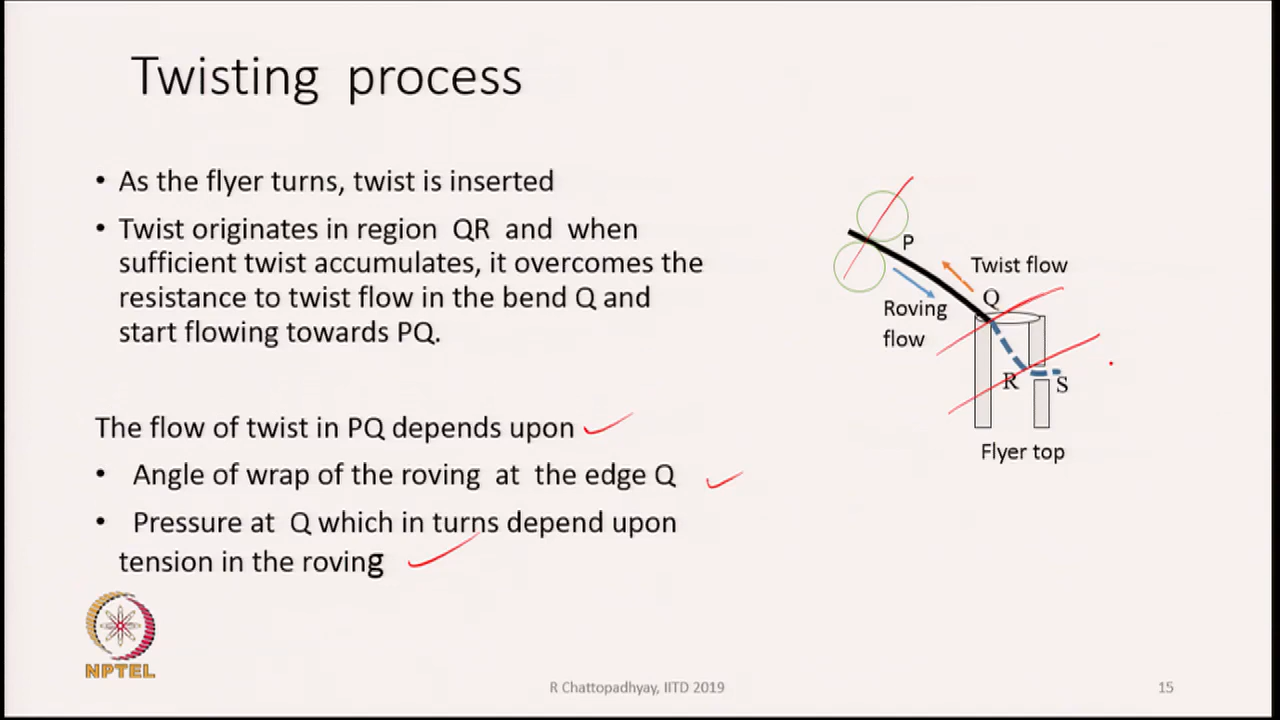 Twisting process
• As the flyer turns, twist is inserted
• Twist originates in region QR and when
sufficient twist accumulates, it overcomes the
resistance to twist flow in the bend Q and
start flowing towards PQ.
The flow of twist in PQ depends upon
• Angle of wrap of the roving at the edge Q
• Pressure at Q which in turns depend upon
tension in the roving
P
Twist flow
Q
Roving
flow
R
S
Flyer top
NPTEL
R Chattopadhyay, IITD 2019
15